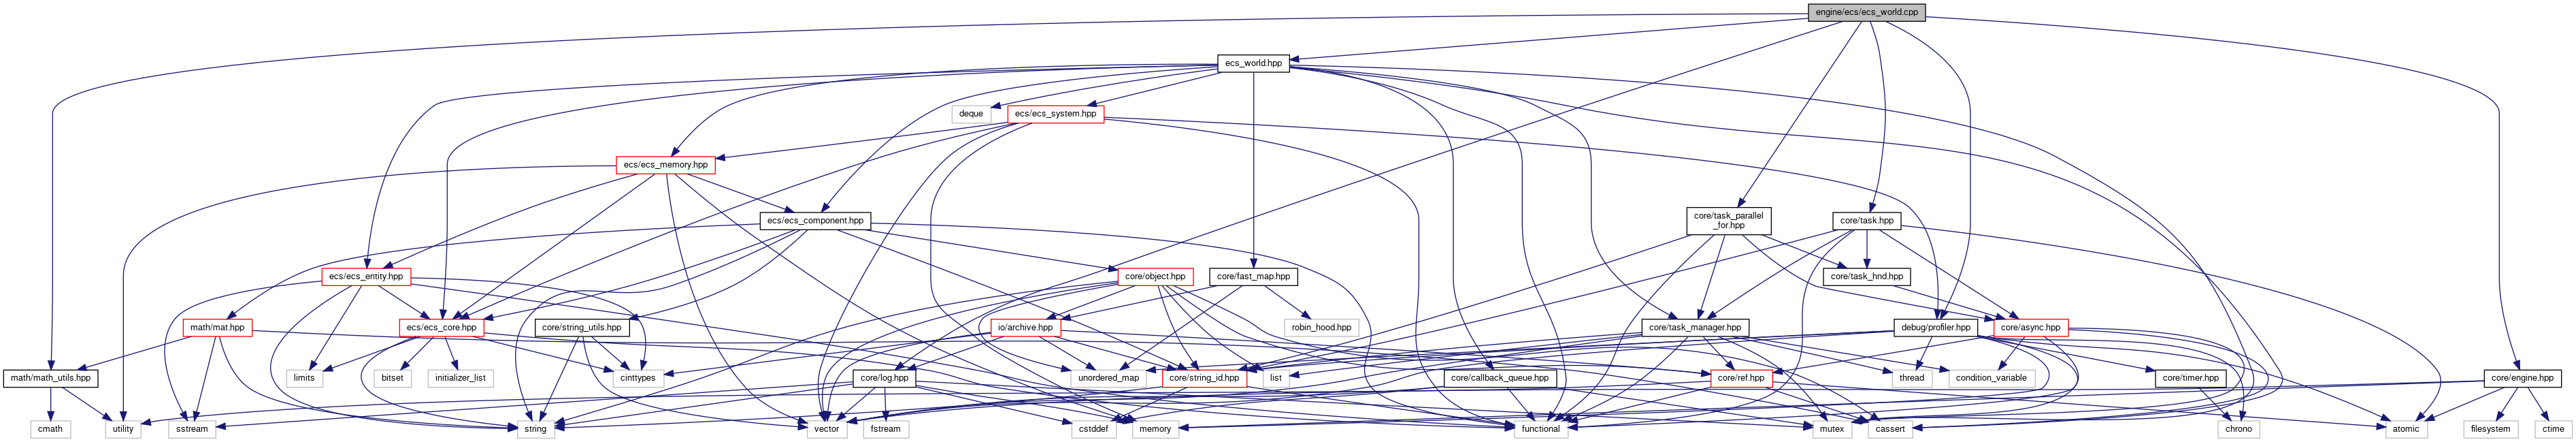 engine/ecs/ecs_world.cpp
ecs_world.hpp
deque
ecs/ecs_system.hpp
ecs/ecs_memory.hpp
ecs/ecs_component.hpp
core/task_parallel
_for.hpp
core/task.hpp
ecs/ecs_entity.hpp
core/object.hpp
core/fast_map.hpp
core/task_hnd.hpp
math/mat.hpp
ecs/ecs_core.hpp
core/string_utils.hpp
io/archive.hpp
robin_hood.hpp
core/task_manager.hpp
debug/profiler.hpp
core/async.hpp
math/math_utils.hpp
limits
bitset
initializer_list
cinttypes
core/log.hpp
unordered_map
core/string_id.hpp
list
core/callback_queue.hpp
core/ref.hpp
thread
condition_variable
core/timer.hpp
core/engine.hpp
cmath
utility
sstream
string
vector
fstream
cstddef
memory
functional
mutex
cassert
chrono
atomic
filesystem
ctime